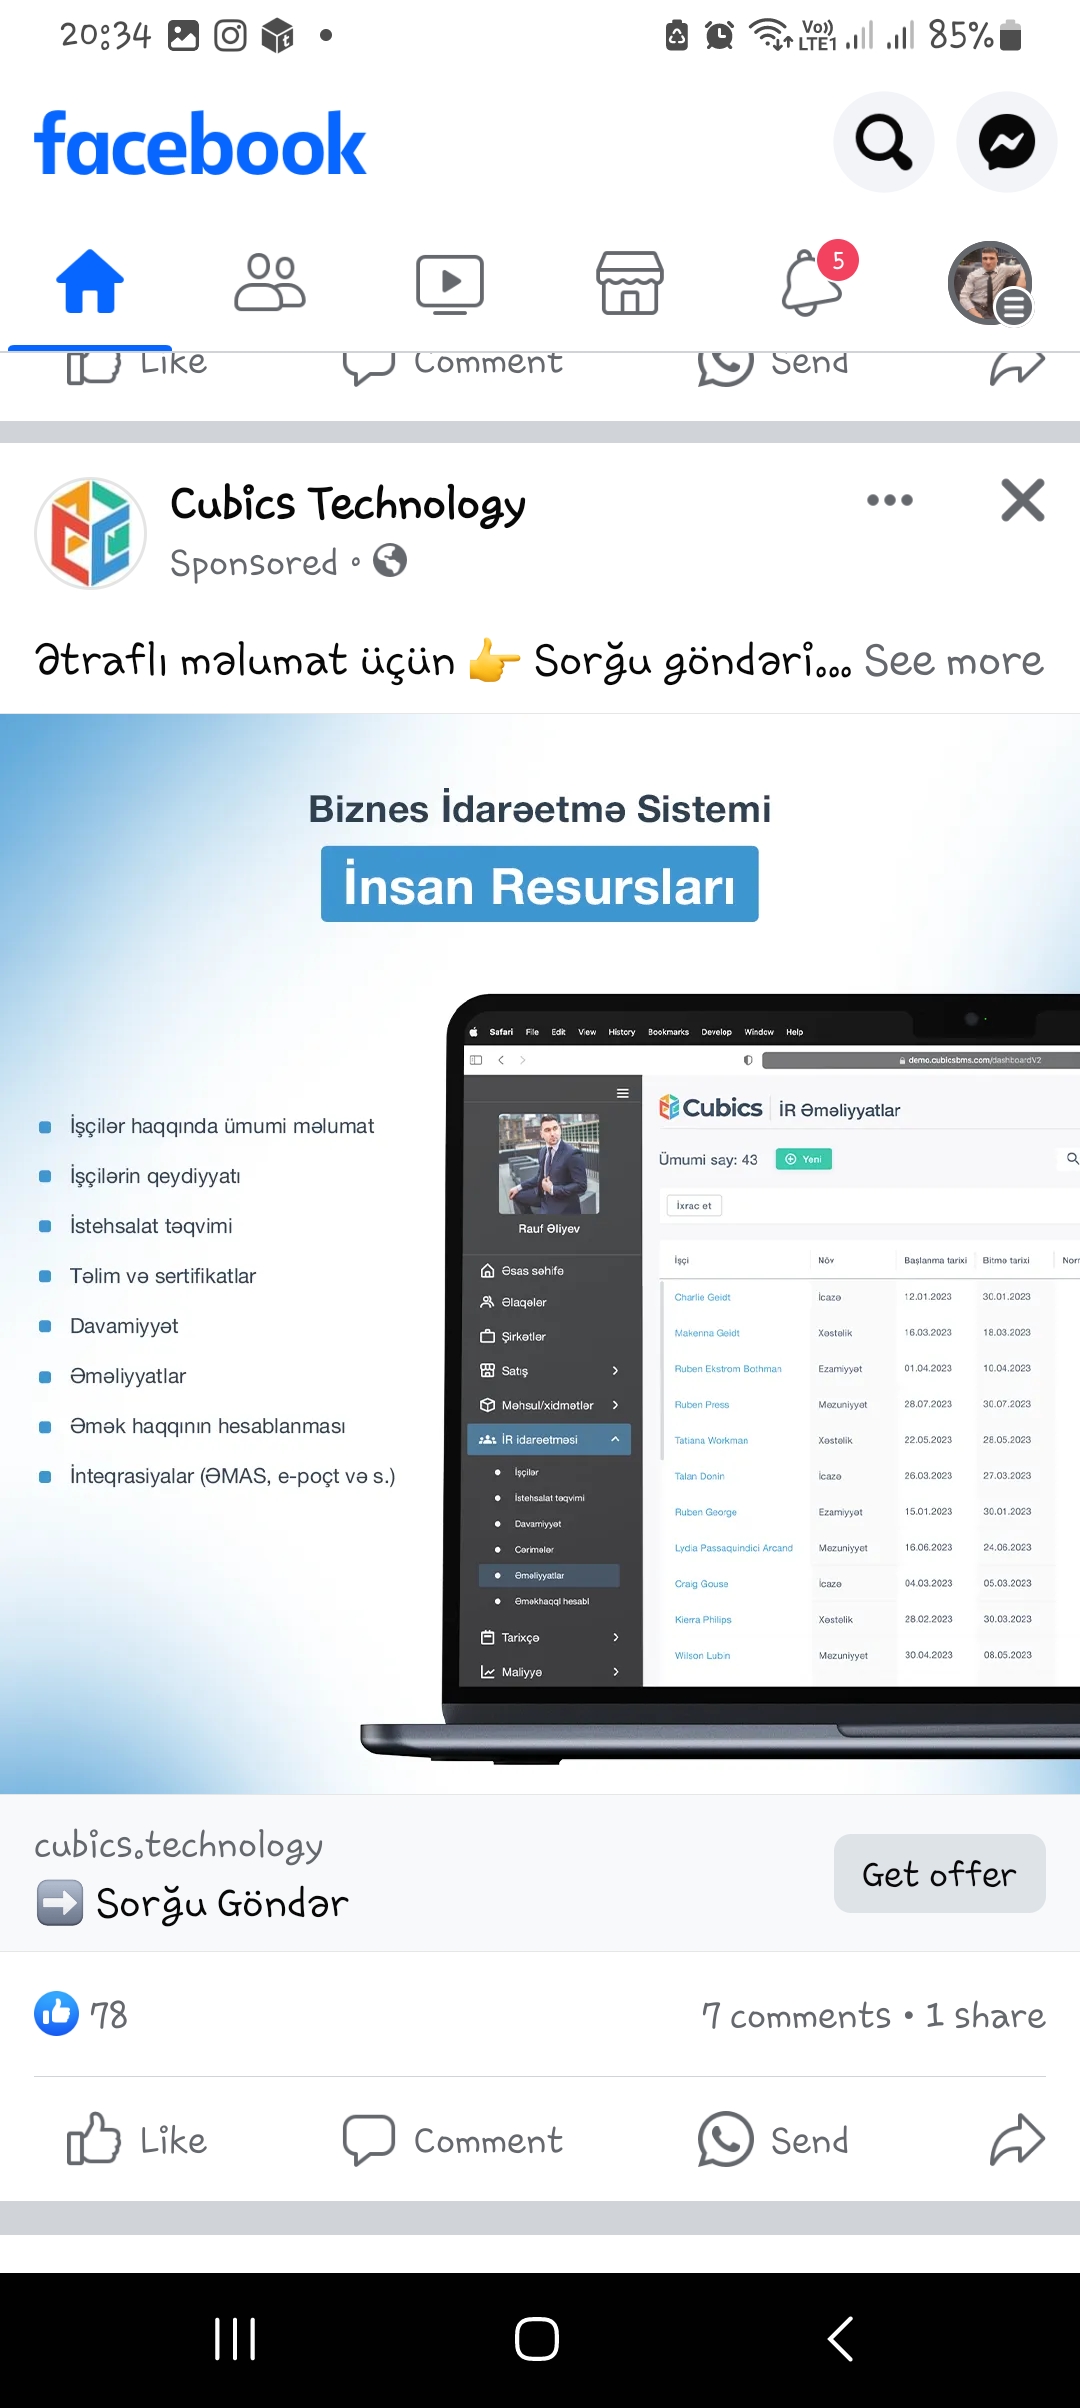 20:34
Vo))
LTE1
85%
facebook
5
Like Comment Send
Cubics Technology
Sponsored
Ətraflı məlumat üçün 👉 Sorğu göndəri... See more
Biznes İdarəetmə Sistemi
İnsan Resursları
İşçilər haqqında ümumi məlumat
İşçilərin qeydiyyatı
İstehsalat təqvimi
Təlim və sertifikatlar
Davamiyyət
Əməliyyatlar
Əmək haqqının hesablanması
İnteqrasiyalar (ƏMAS, e-poçt və s.)
Safari File Edit View History Bookmarks Develop Window Help
demo.cubicsbms.com/dashboardV2
Rauf Əliyev
Əsas səhifə
Əlaqələr
Şirkətlər
Satış
Məhsul/xidmətlər
İR idarəetməsi
İşçilər
İstehsalat təqvimi
Davamiyyət
Cərimələr
Əməliyyatlar
Əməkhaqqı hesabl
Tarixçə
Maliyyə
Cubics İR Əməliyyatlar
Ümumi say: 43 Yeni
İxrac et
İşçi Növ Başlanma tarixi Bitmə tarixi Nor
Charlie Geidt İcazə 12.01.2023 30.01.2023
Makenna Geidt Xəstəlik 16.03.2023 18.03.2023
Ruben Ekstrom Bothman Ezamiyyət 01.04.2023 10.04.2023
Ruben Press Məzuniyyət 28.07.2023 30.07.2023
Tatiana Workman Xəstəlik 22.05.2023 28.05.2023
Talan Donin İcazə 26.03.2023 27.03.2023
Ruben George Ezamiyyət 15.01.2023 30.01.2023
Lydia Passaquindici Arcand Məzuniyyət 16.06.2023 24.06.2023
Craig Gouse İcazə 04.03.2023 05.03.2023
Kierra Philips Xəstəlik 28.02.2023 30.03.2023
Wilson Lubin Məzuniyyət 30.04.2023 08.05.2023
cubics.technology
➡️ Sorğu Göndər
Get offer
78
7 comments • 1 share
Like Comment Send